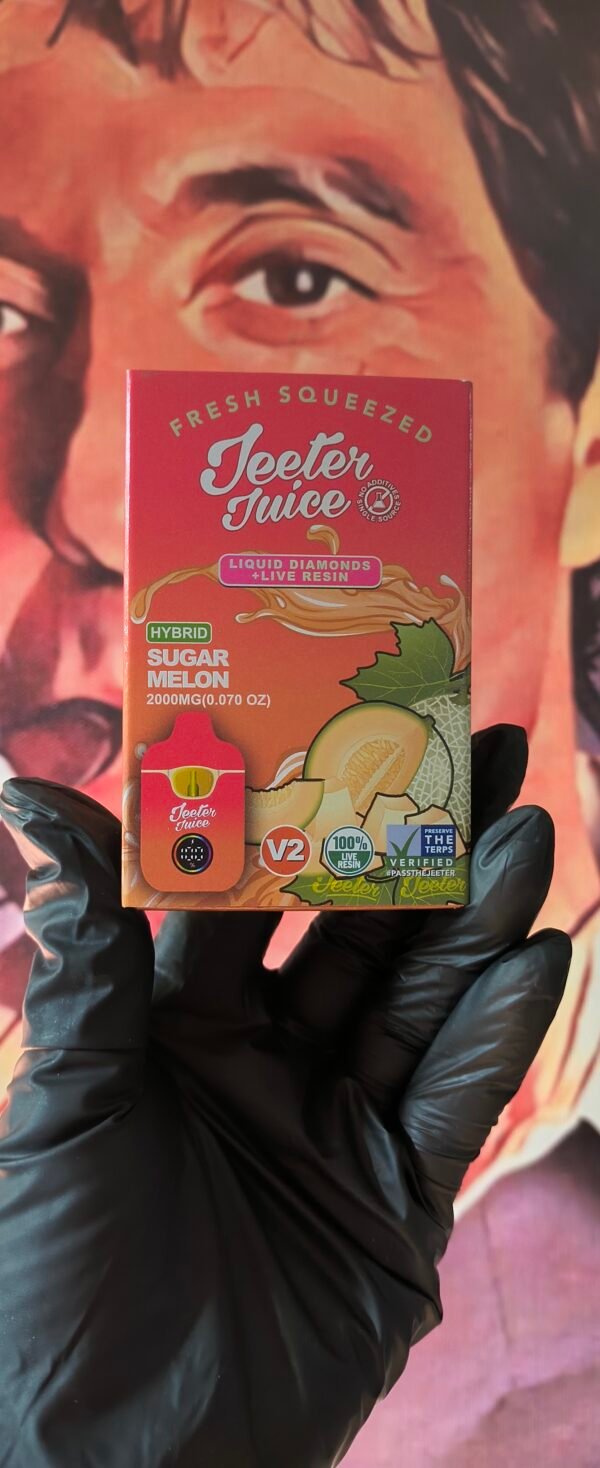 FRESH SQUEEZED
Jeeter
Juice
NO ADDITIVES
SINGLE SOURCE
LIQUID DIAMONDS
+LIVE RESIN
HYBRID
SUGAR
MELON
2000MG(0.070 OZ)
Jeeter
Juice
V2
100%
LIVE
RESIN
PRESERVE
THE
TERPS
VERIFIED
#PASSTHEJEETER
Jeeter Jeeter